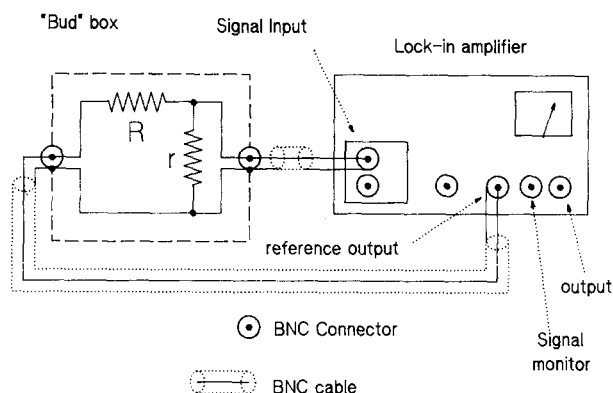 "Bud" box
Signal Input
Lock-in amplifier
R
r
reference output
output
Signal
monitor
BNC Connector
BNC cable